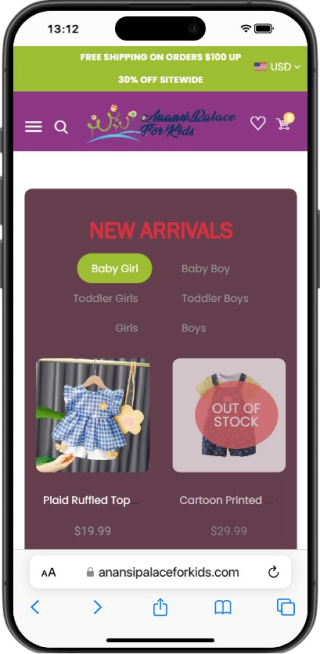 13:12
FREE SHIPPING ON ORDERS $100 UP
USD
30% OFF SITEWIDE
Anansi Palace
For Kids
0
NEW ARRIVALS
Baby Girl
Baby Boy
Toddler Girls
Toddler Boys
Girls
Boys
OUT OF
STOCK
Plaid Ruffled Top
Cartoon Printed
$19.99
$29.99
AA
anansipalaceforkids.com